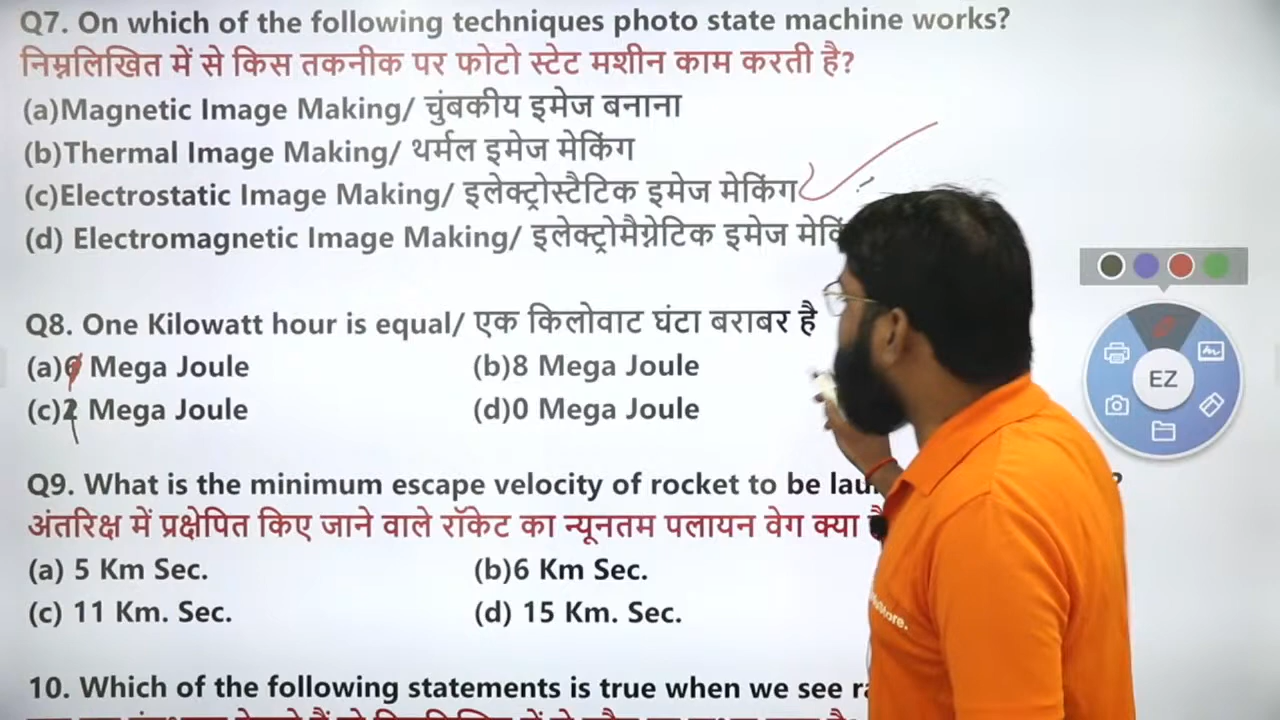 Q7. On which of the following techniques photo state machine works?
निम्नलिखित में से किस तकनीक पर फोटो स्टेट मशीन काम करती है?
(a)Magnetic Image Making/ चुंबकीय इमेज बनाना
(b)Thermal Image Making/ थर्मल इमेज मेकिंग
(c)Electrostatic Image Making/ इलेक्ट्रोस्टैटिक इमेज मेकिंग
(d) Electromagnetic Image Making/ इलेक्ट्रोमैग्नेटिक इमेज
Q8. One Kilowatt hour is equal/ एक किलोवाट घंटा बराबर है
(a) Mega Joule (b)8 Mega Joule
(c)2 Mega Joule (d)0 Mega Joule
Q9. What is the minimum escape velocity of rocket to be ?
अंतरिक्ष में प्रक्षेपित किए जाने वाले रॉकेट का न्यूनतम पलायन वेग क्या
(a) 5 Km Sec. (b)6 Km Sec.
(c) 11 Km. Sec. (d) 15 Km. Sec.
10. Which of the following statements is true when we see
EZ